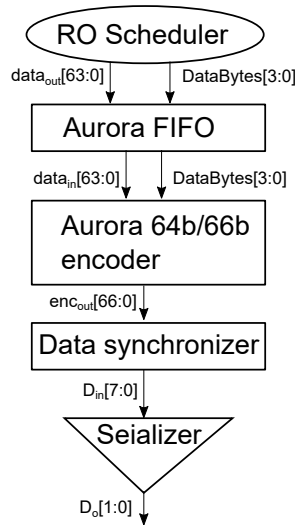 RO Scheduler
data_out[63:0] DataBytes[3:0]
Aurora FIFO
data_in[63:0] DataBytes[3:0]
Aurora 64b/66b
encoder
enc_out[66:0]
Data synchronizer
D_in[7:0]
Seializer
D_o[1:0]